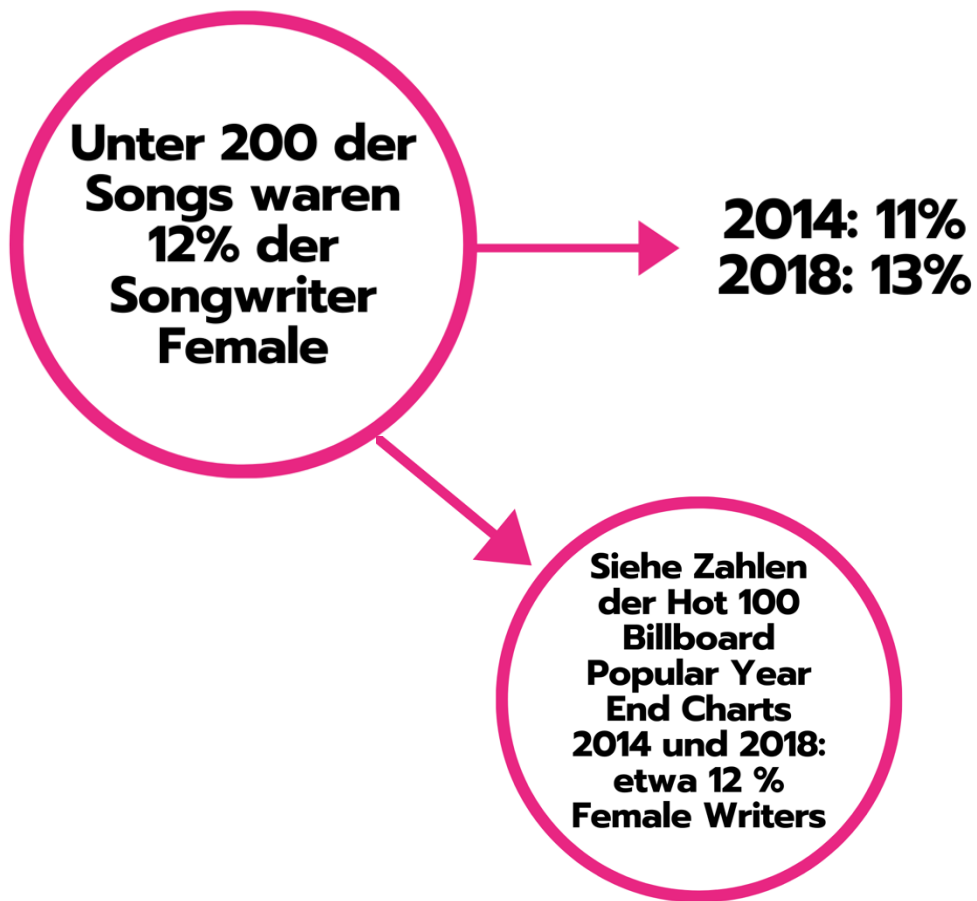 Unter 200 der
Songs waren
12% der
Songwriter
Female
2014: 11%
2018: 13%
Siehe Zahlen
der Hot 100
Billboard
Popular Year
End Charts
2014 und 2018:
etwa 12 %
Female Writers